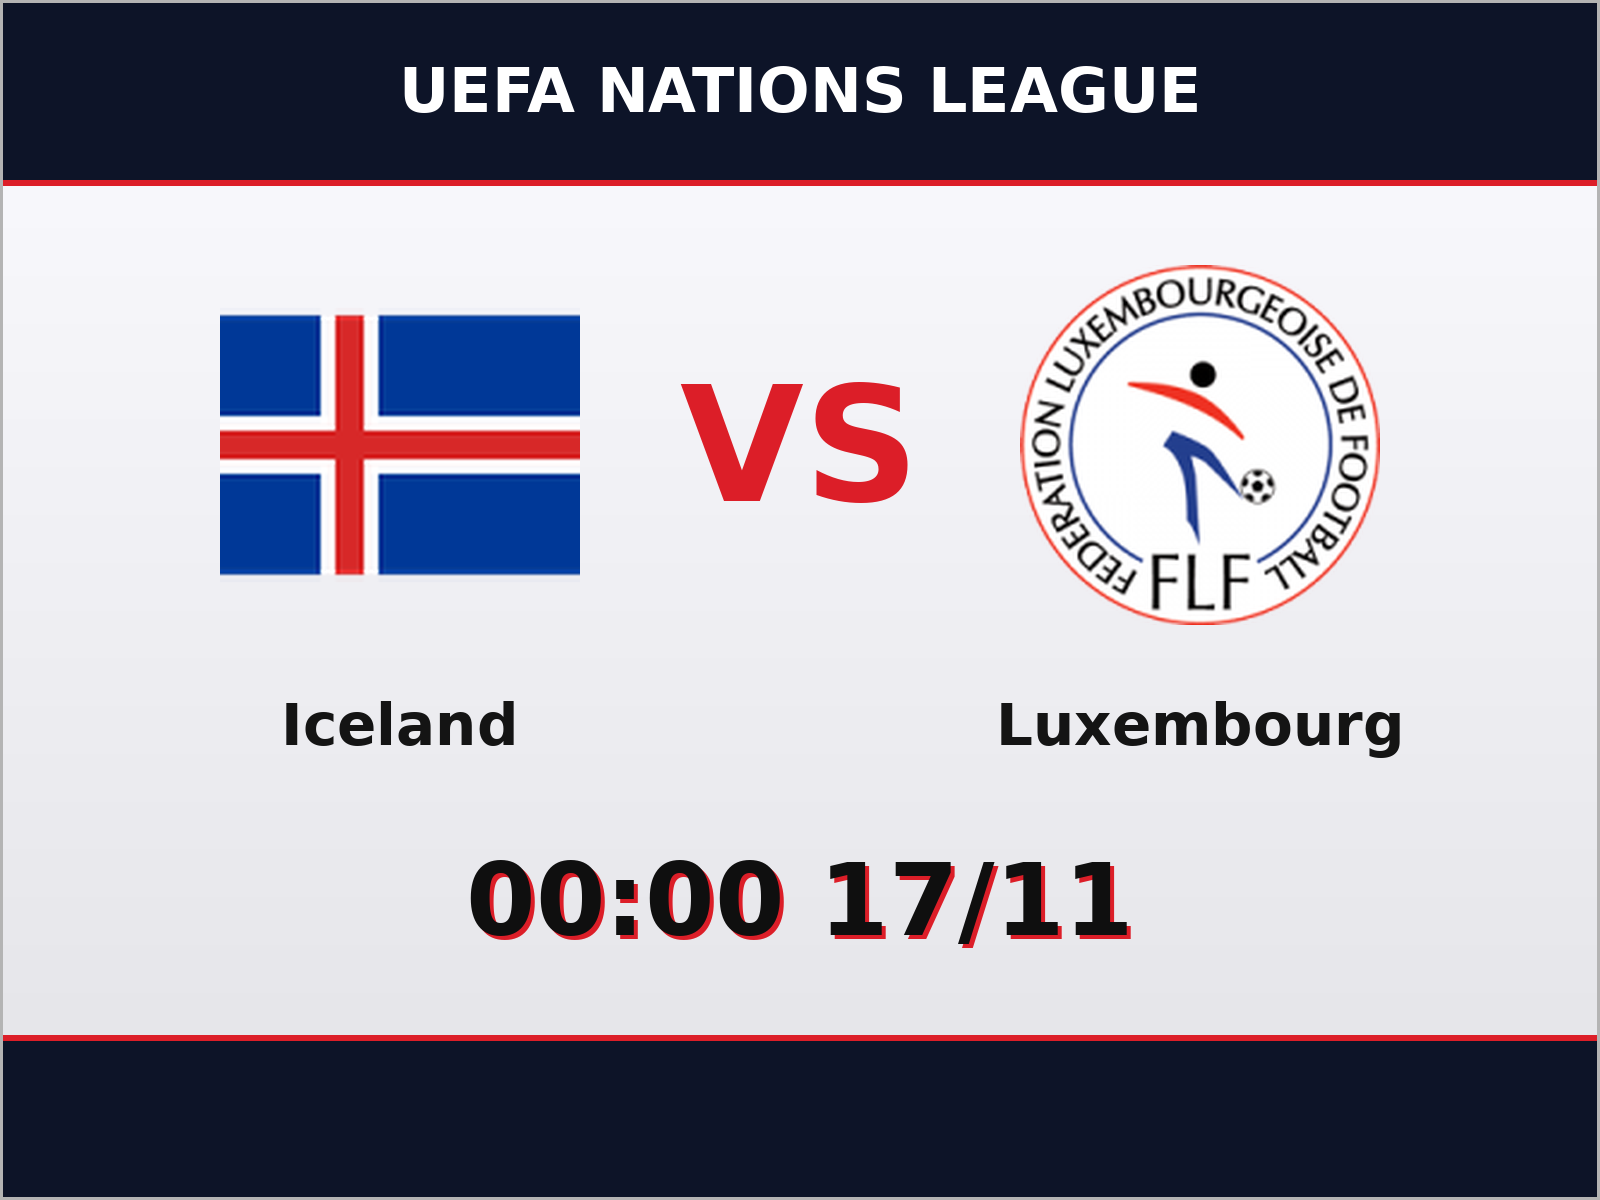 UEFA NATIONS LEAGUE
VS
FEDERATION LUXEMBOURGEOISE DE FOOTBALL
FLF
Iceland
Luxembourg
00:00 17/11